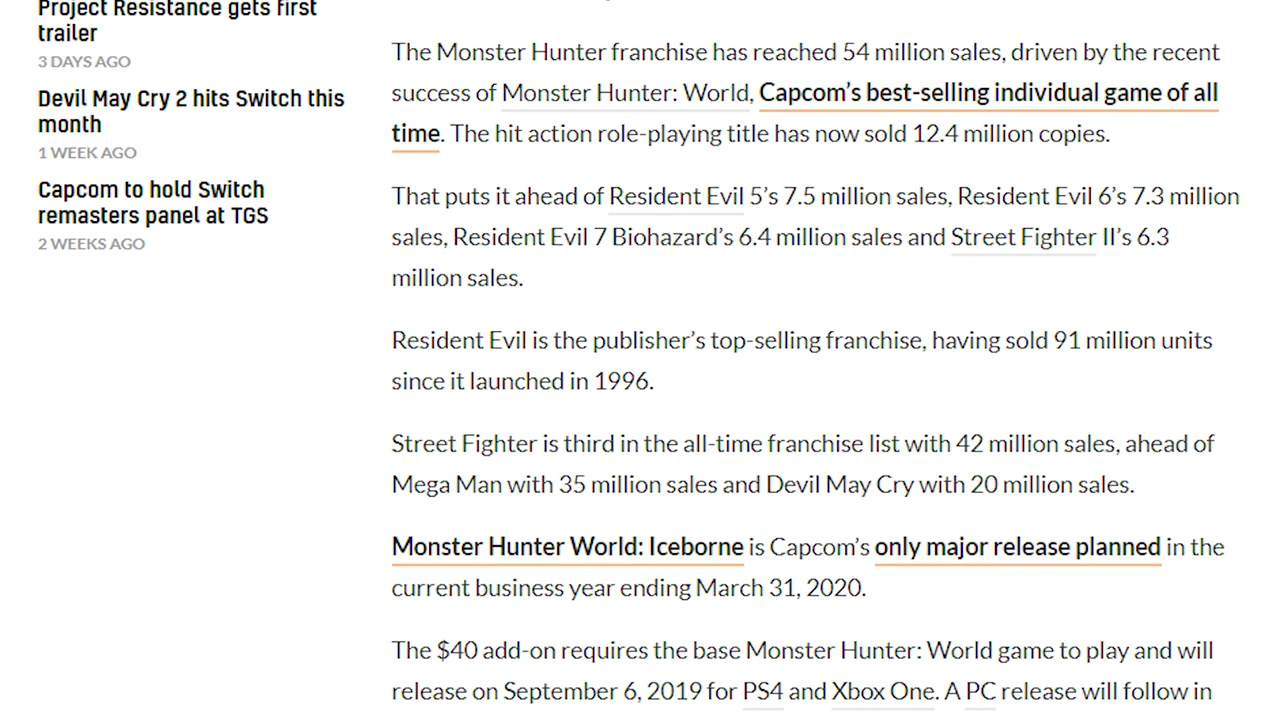 Project Resistance gets first
trailer
3 DAYS AGO
Devil May Cry 2 hits Switch this
month
1 WEEK AGO
Capcom to hold Switch
remasters panel at TGS
2 WEEKS AGO
The Monster Hunter franchise has reached 54 million sales, driven by the recent
success of Monster Hunter: World, Capcom’s best-selling individual game of all
time. The hit action role-playing title has now sold 12.4 million copies.
That puts it ahead of Resident Evil 5’s 7.5 million sales, Resident Evil 6’s 7.3 million
sales, Resident Evil 7 Biohazard’s 6.4 million sales and Street Fighter II’s 6.3
million sales.
Resident Evil is the publisher’s top-selling franchise, having sold 91 million units
since it launched in 1996.
Street Fighter is third in the all-time franchise list with 42 million sales, ahead of
Mega Man with 35 million sales and Devil May Cry with 20 million sales.
Monster Hunter World: Iceborne is Capcom’s only major release planned in the
current business year ending March 31, 2020.
The $40 add-on requires the base Monster Hunter: World game to play and will
release on September 6, 2019 for PS4 and Xbox One. A PC release will follow in